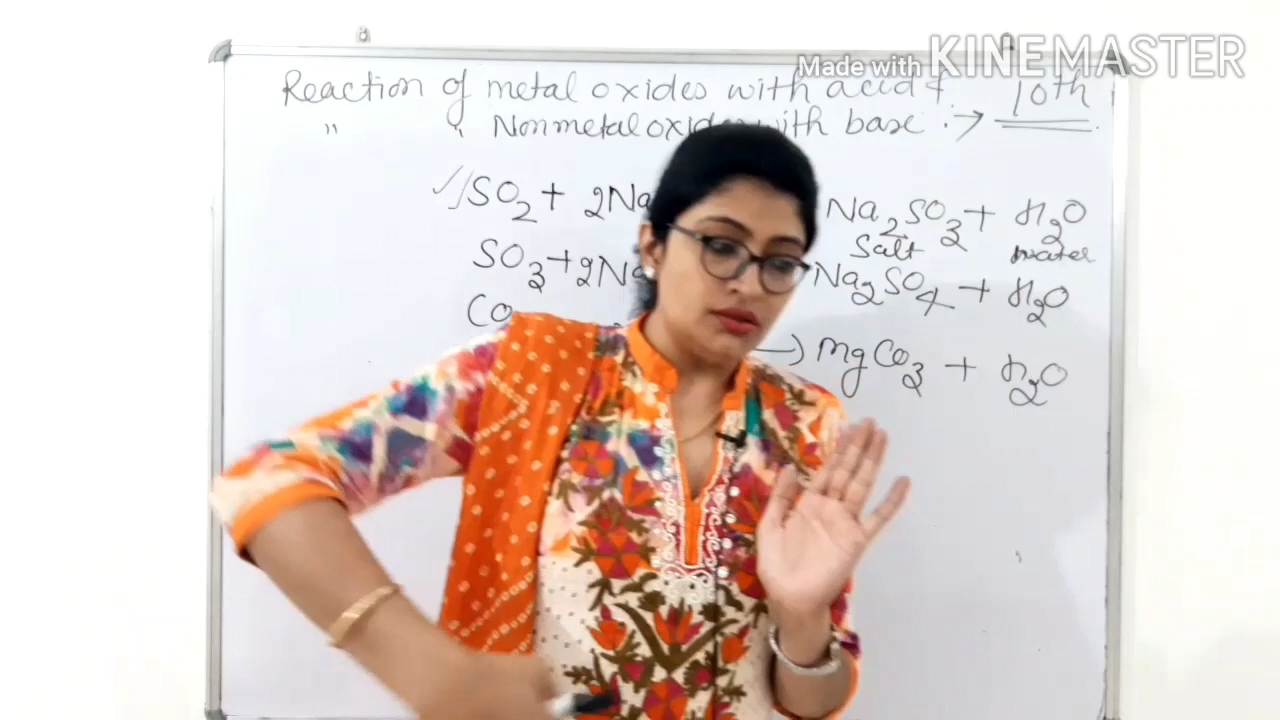 Made with KINEMASTER
Reaction of metal oxides with acid & 10th
" " Nonmetal oxides with base :→
SO2 + 2Na Na2SO3 + H2O
Salt water
SO3 + 2Na Na2SO4 + H2O
CO → MgCO3 + H2O